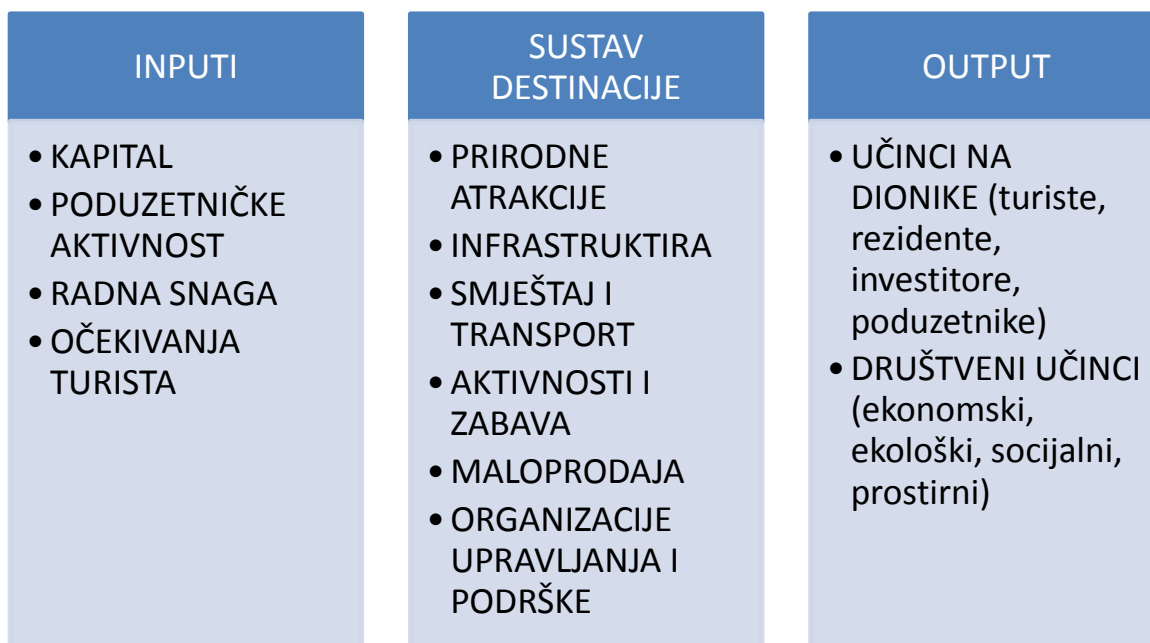 INPUTI
• KAPITAL
• PODUZETNIČKE
AKTIVNOST
• RADNA SNAGA
• OČEKIVANJA
TURISTA
SUSTAV
DESTINACIJE
• PRIRODNE
ATRAKCIJE
• INFRASTRUKTIRA
• SMJEŠTAJ I
TRANSPORT
• AKTIVNOSTI I
ZABAVA
• MALOPRODAJA
• ORGANIZACIJE
UPRAVLJANJA I
PODRŠKE
OUTPUT
• UČINCI NA
DIONIKE (turiste,
rezidente,
investitore,
poduzetnike)
• DRUŠTVENI UČINCI
(ekonomski,
ekološki, socijalni,
prostirni)